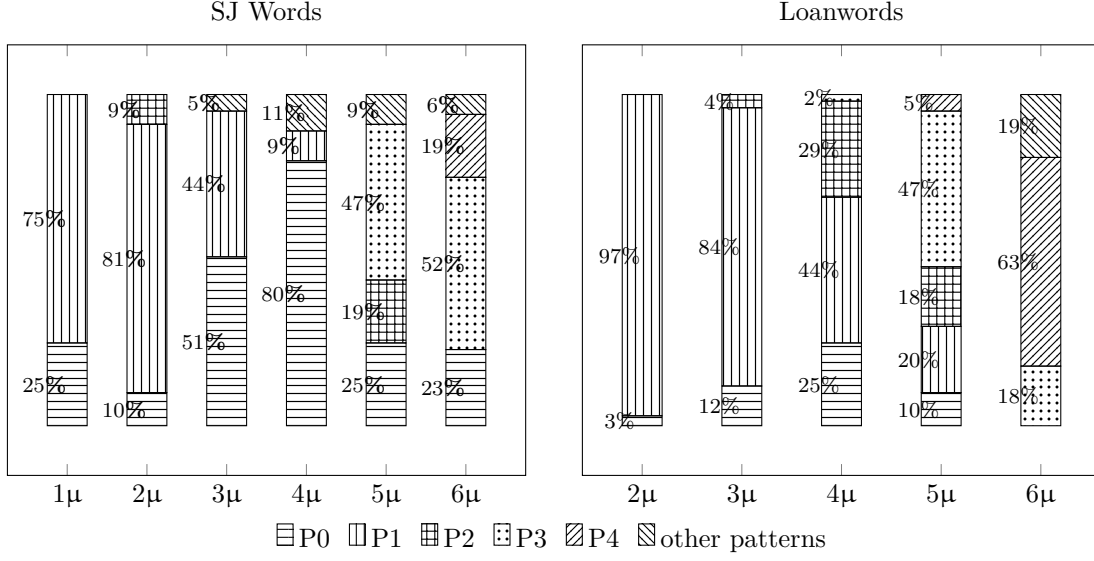 SJ Words
Loanwords
9% 5% 11% 9% 6%
9% 19%
75% 81% 44% 47% 52%
80% 19%
25% 10% 51% 25% 23%
4% 2% 5% 19%
29%
97% 84% 44% 47% 63%
18%
20%
3% 12% 25% 10% 18%
1μ 2μ 3μ 4μ 5μ 6μ
2μ 3μ 4μ 5μ 6μ
P0 P1 P2 P3 P4 other patterns